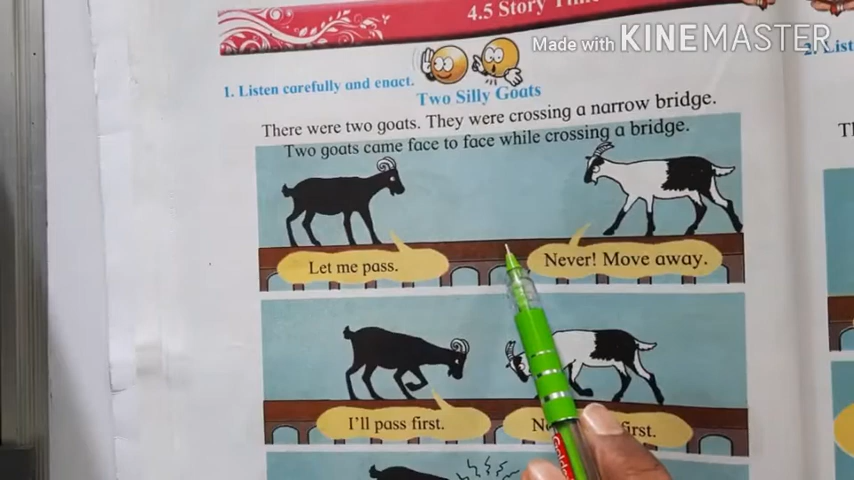 4.5 Story
Made with KINEMASTER
1. Listen carefully and enact.
2. List
Two Silly Goats
There were two goats. They were crossing a narrow bridge.
Two goats came face to face while crossing a bridge.
Let me pass.
Never! Move away.
I'll pass first.
first.